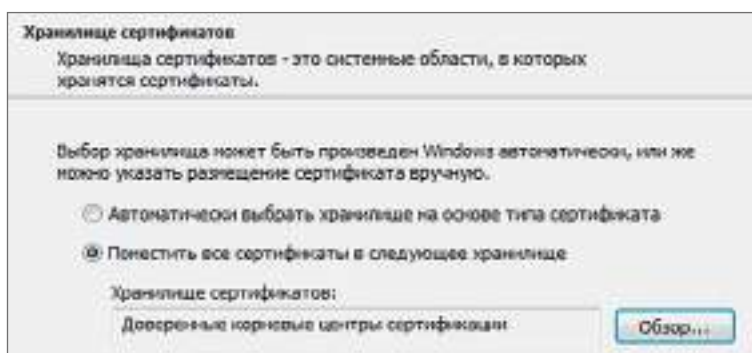 Хранилище сертификатов
Хранилища сертификатов - это системные области, в которых
хранятся сертификаты.
Выбор хранилища может быть произведен Windows автоматически, или же
можно указать размещение сертификата вручную.
Автоматически выбрать хранилище на основе типа сертификата
Поместить все сертификаты в следующее хранилище
Хранилище сертификатов:
Доверенные корневые центры сертификации
Обзор...